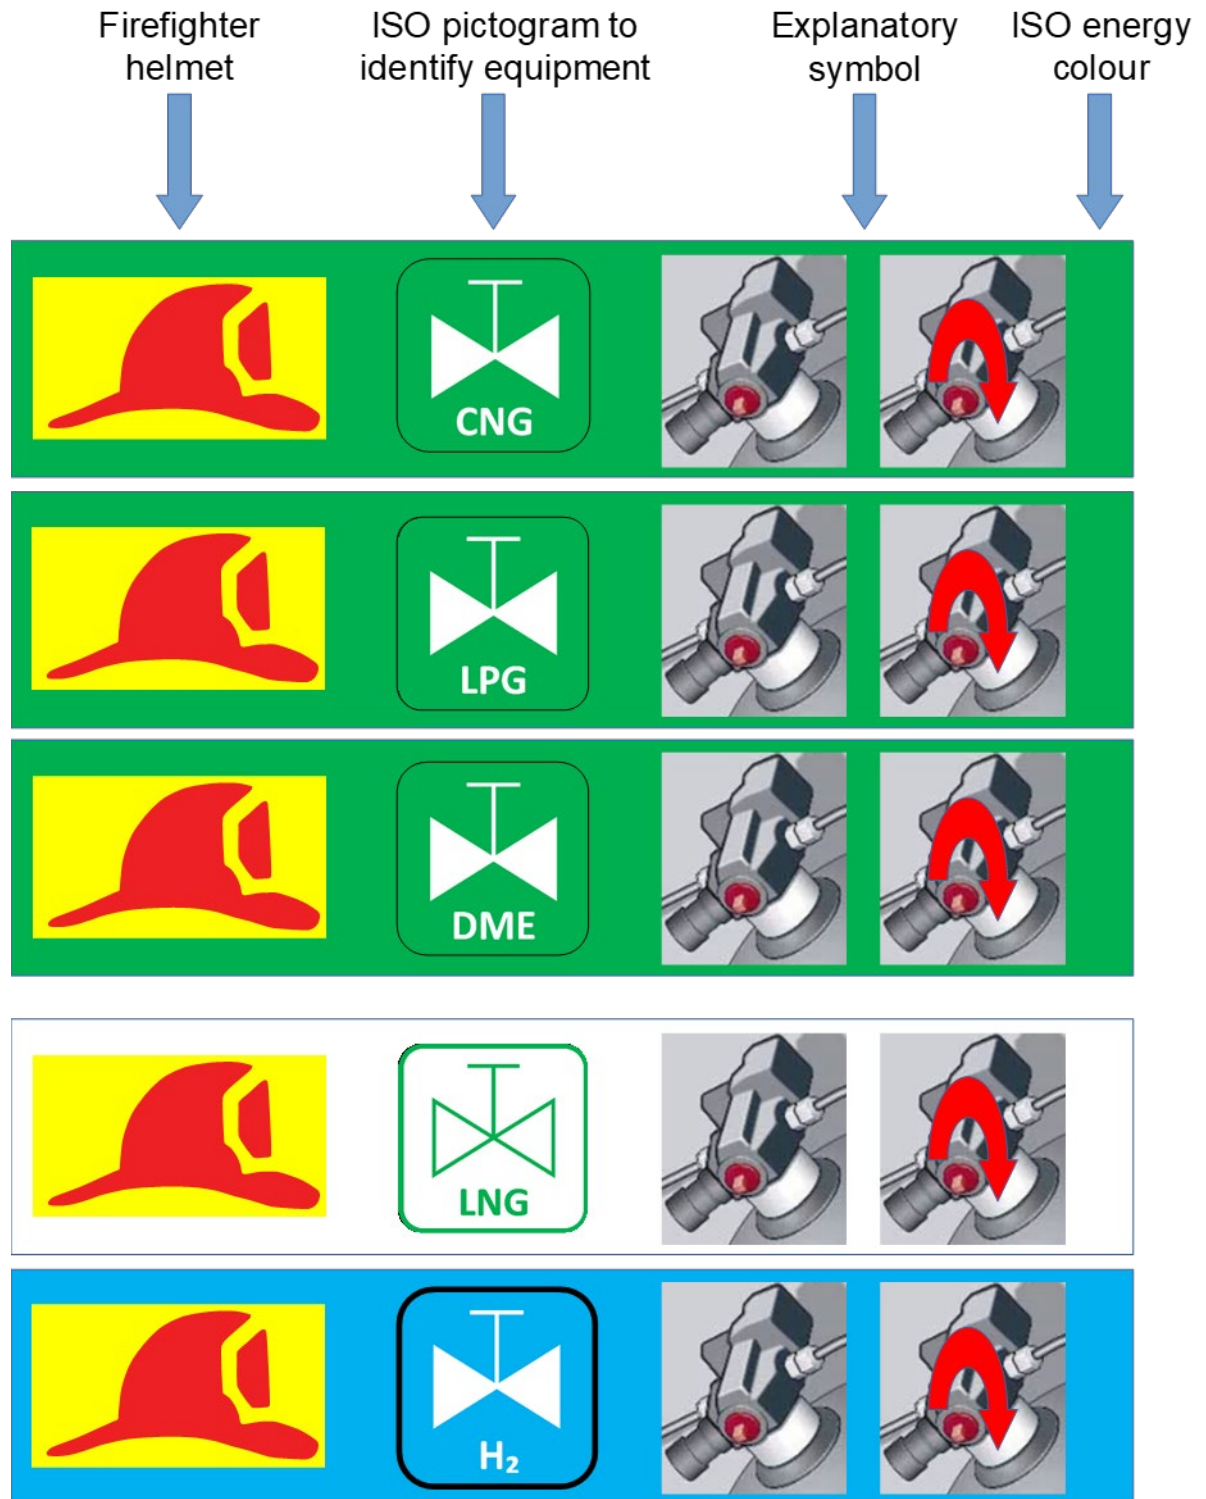 Firefighter
helmet
ISO pictogram to
identify equipment
Explanatory
symbol
ISO energy
colour
CNG
LPG
DME
LNG
H₂